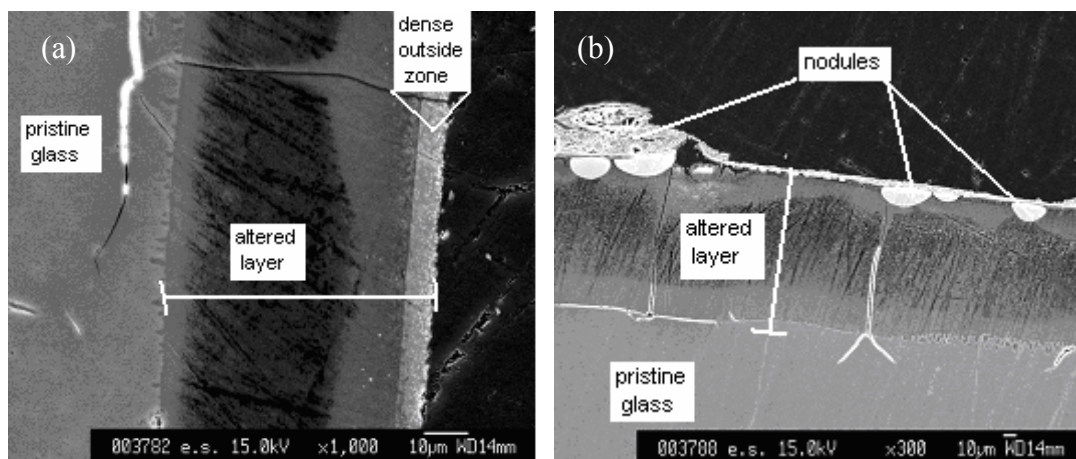 (a)
dense
outside
zone
pristine
glass
altered
layer
003782 e.s. 15.0kV ×1,000 10μm WD14mm
(b)
nodules
altered
layer
pristine
glass
003788 e.s. 15.0kV ×300 10μm WD14mm